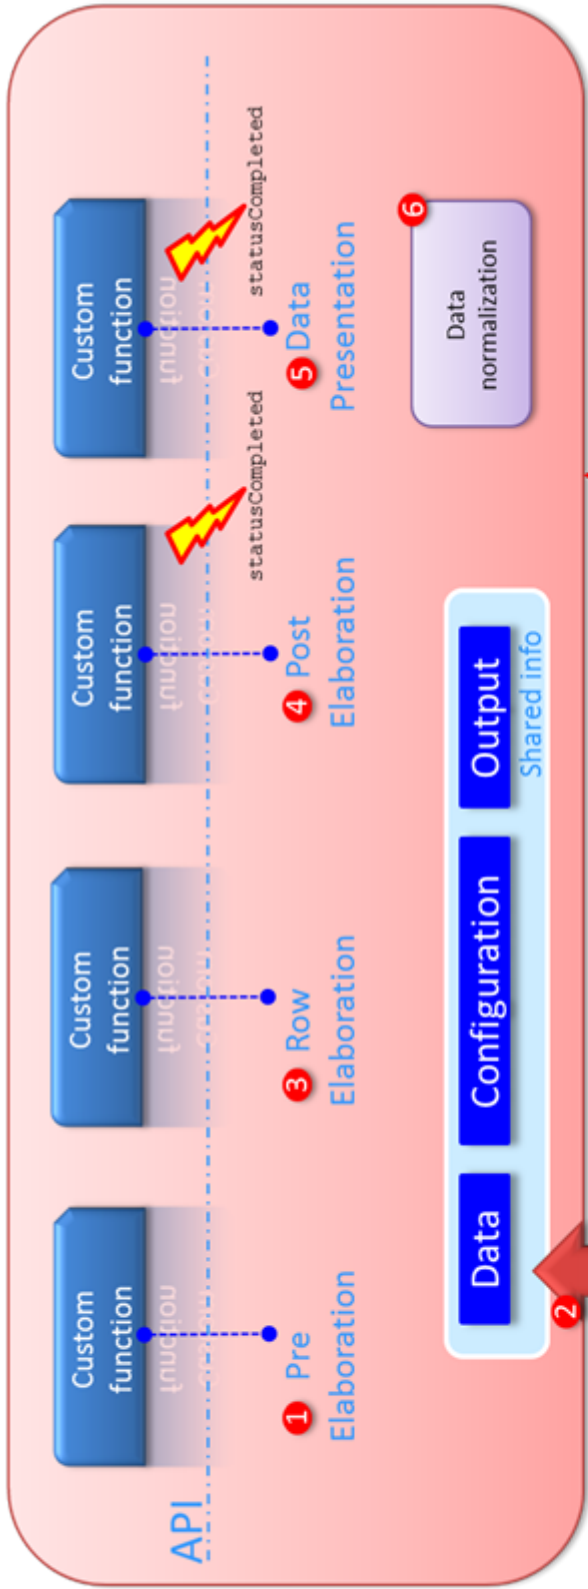 Custom
function
Custom
function
Custom
function
Custom
function
API
statusCompleted
statusCompleted
1 Pre
Elaboration
3 Row
Elaboration
4 Post
Elaboration
5 Data
Presentation
2
Data
Configuration
Output
Shared info
6
Data
normalization